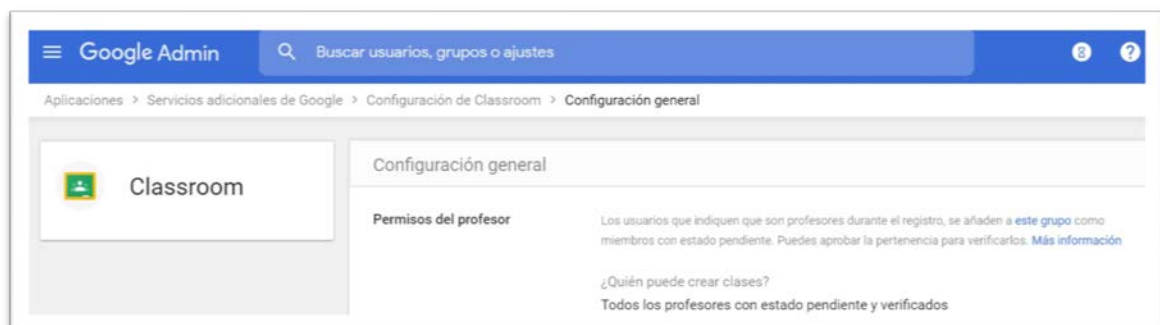 Google Admin
Buscar usuarios, grupos o ajustes
8
?
Aplicaciones > Servicios adicionales de Google > Configuración de Classroom > Configuración general
Classroom
Configuración general
Permisos del profesor
Los usuarios que indiquen que son profesores durante el registro, se añaden a este grupo como
miembros con estado pendiente. Puedes aprobar la pertenencia para verificarlos. Más información
¿Quién puede crear clases?
Todos los profesores con estado pendiente y verificados